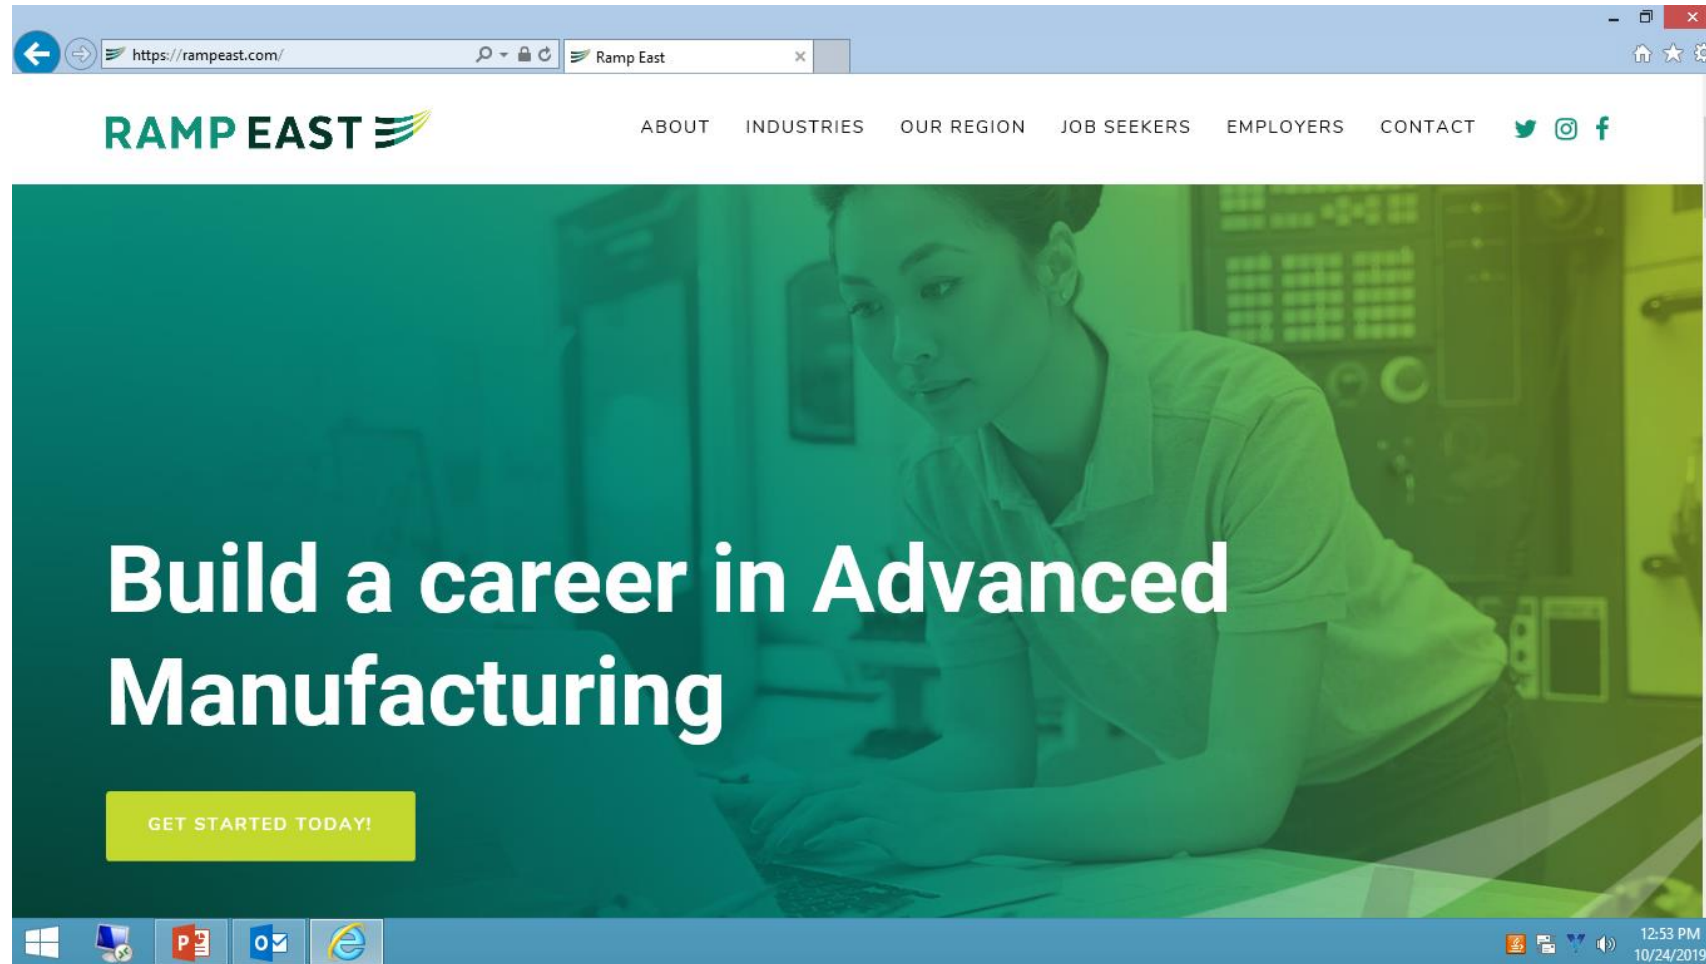 https://rampeast.com/
Ramp East
RAMP EAST
ABOUT INDUSTRIES OUR REGION JOB SEEKERS EMPLOYERS CONTACT
Build a career in Advanced
Manufacturing
GET STARTED TODAY!
12:53 PM
10/24/2019